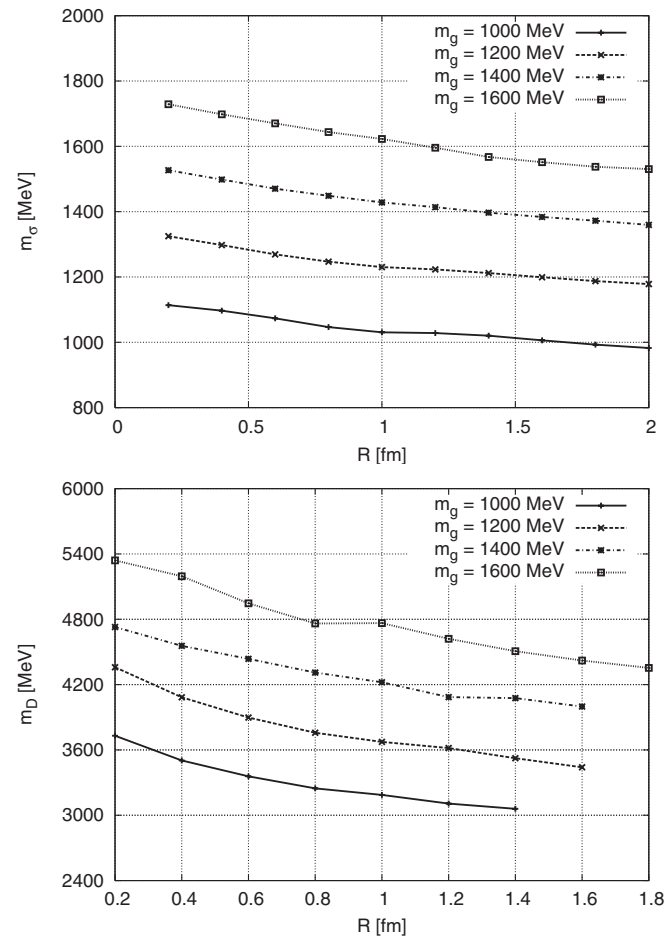 2000
1800
1600
1400
1200
1000
800
m_σ [MeV]
m_g = 1000 MeV
m_g = 1200 MeV
m_g = 1400 MeV
m_g = 1600 MeV
0 0.5 1 1.5 2
R [fm]
6000
5400
4800
4200
3600
3000
2400
m_D [MeV]
m_g = 1000 MeV
m_g = 1200 MeV
m_g = 1400 MeV
m_g = 1600 MeV
0.2 0.4 0.6 0.8 1 1.2 1.4 1.6 1.8
R [fm]